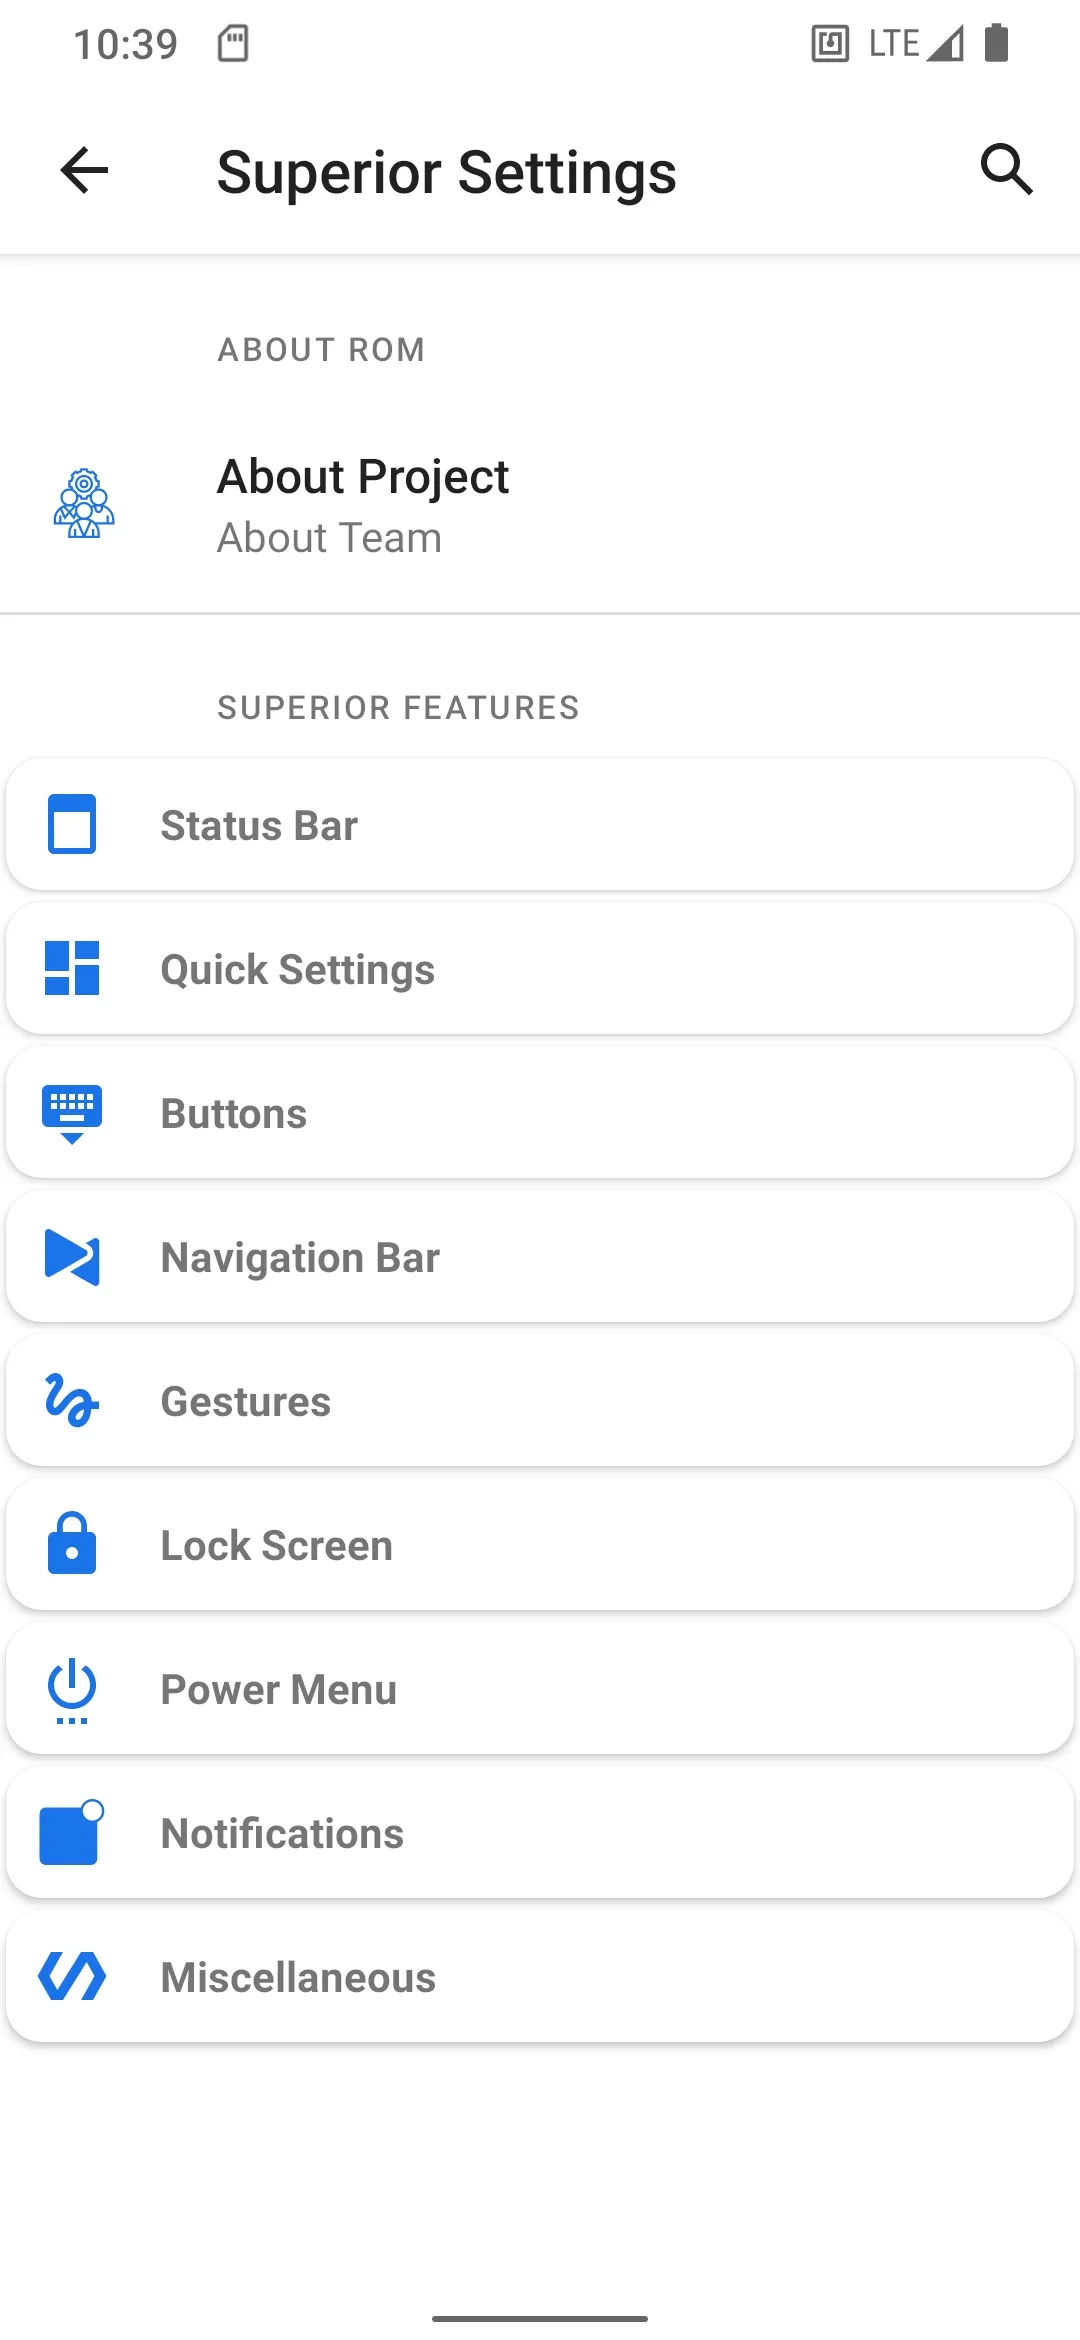 10:39
LTE
Superior Settings
ABOUT ROM
About Project
About Team
SUPERIOR FEATURES
Status Bar
Quick Settings
Buttons
Navigation Bar
Gestures
Lock Screen
Power Menu
Notifications
Miscellaneous